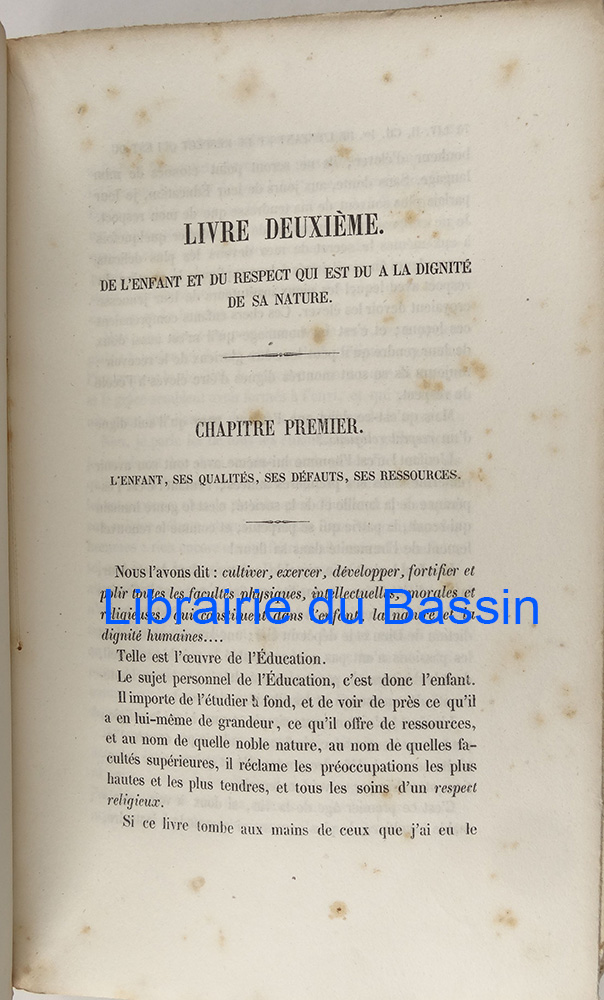 LIVRE DEUXIÈME.
DE L'ENFANT ET DU RESPECT QUI EST DU A LA DIGNITÉ
DE SA NATURE.
CHAPITRE PREMIER.
L'ENFANT, SES QUALITÉS, SES DÉFAUTS, SES RESSOURCES.
Nous l'avons dit : cultiver, exercer, développer, fortifier et
polir toutes les facultés physiques, intellectuelles, morales et
religieuses, qui constituent dans l'enfant la nature et la
dignité humaines....
Librairie du Bassin
Telle est l'œuvre de l'Éducation.
Le sujet personnel de l'Éducation, c'est donc l'enfant.
Il importe de l'étudier à fond, et de voir de près ce qu'il
a en lui-même de grandeur, ce qu'il offre de ressources,
et au nom de quelle noble nature, au nom de quelles fa-
cultés supérieures, il réclame les préoccupations les plus
hautes et les plus tendres, et tous les soins d'un respect
religieux.
Si ce livre tombe aux mains de ceux que j'ai eu le